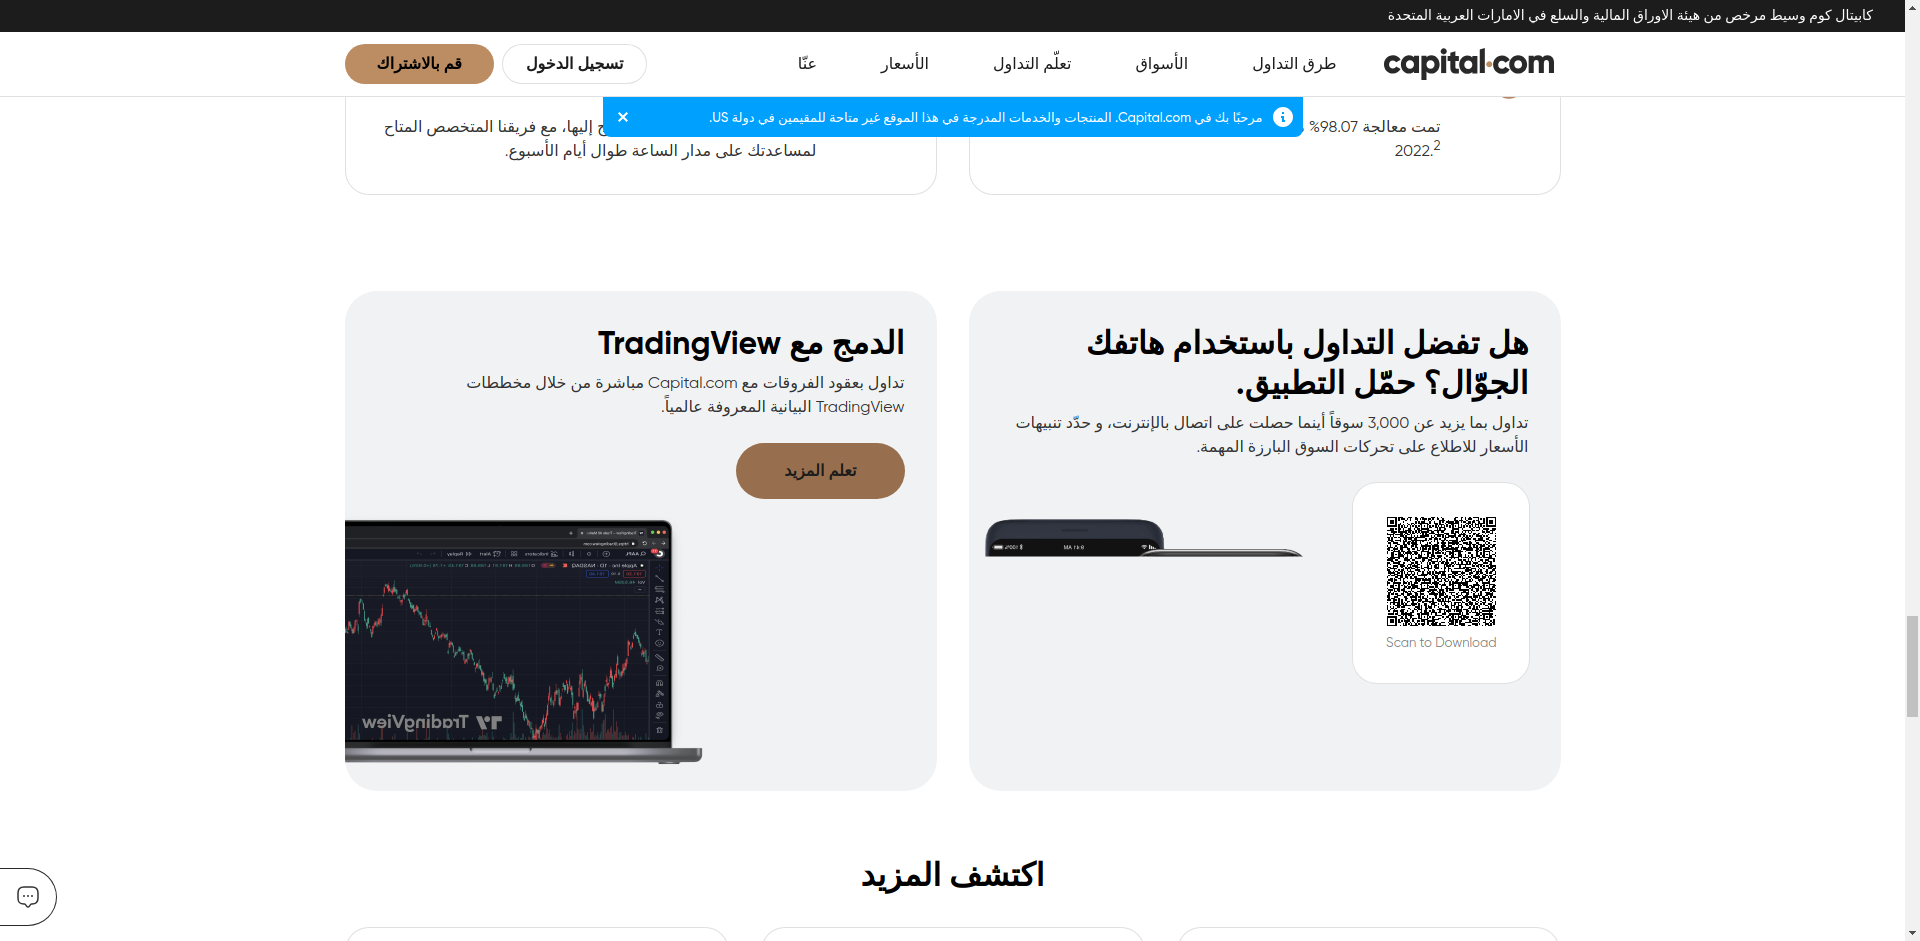 كابيتال كوم وسيط مرخص من هيئة الاوراق المالية والسلع في الامارات العربية المتحدة
capital.com
طرق التداول
الأسواق
تعلّم التداول
الأسعار
عنّا
تسجيل الدخول
قم بالاشتراك
مرحبًا بك في Capital.com. المنتجات والخدمات المدرجة في هذا الموقع غير متاحة للمقيمين في دولة US.
تمت معالجة 98.07%
2022.2
إليها، مع فريقنا المتخصص المتاح
لمساعدتك على مدار الساعة طوال أيام الأسبوع.
هل تفضل التداول باستخدام هاتفك
الجوّال؟ حمّل التطبيق.
تداول بما يزيد عن 3,000 سوقاً أينما حصلت على اتصال بالإنترنت، و حدّد تنبيهات
الأسعار للاطلاع على تحركات السوق البارزة المهمة.
9:41 AM
100%
Scan to Download
الدمج مع TradingView
تداول بعقود الفروقات مع Capital.com مباشرة من خلال مخططات
TradingView البيانية المعروفة عالمياً.
تعلم المزيد
TradingView
اكتشف المزيد